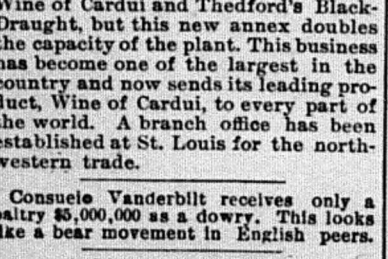 Wine of Cardui and Thedford's Black-
Draught, but this new annex doubles
the capacity of the plant. This business
has become one of the largest in the
country and now sends its leading pro-
duct, Wine of Cardui, to every part of
the world. A branch office has been
established at St. Louis for the north-
western trade.
Consuelo Vanderbilt receives only a
paltry $5,000,000 as a dowry. This looks
like a bear movement in English peers.